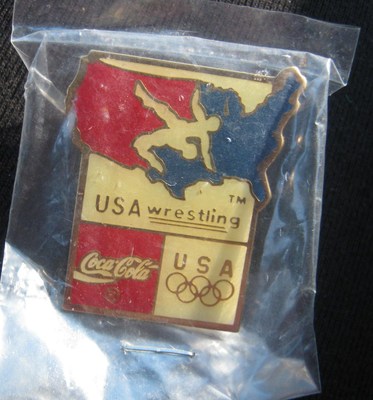 USA wrestling ™
Coca-Cola
®
USA